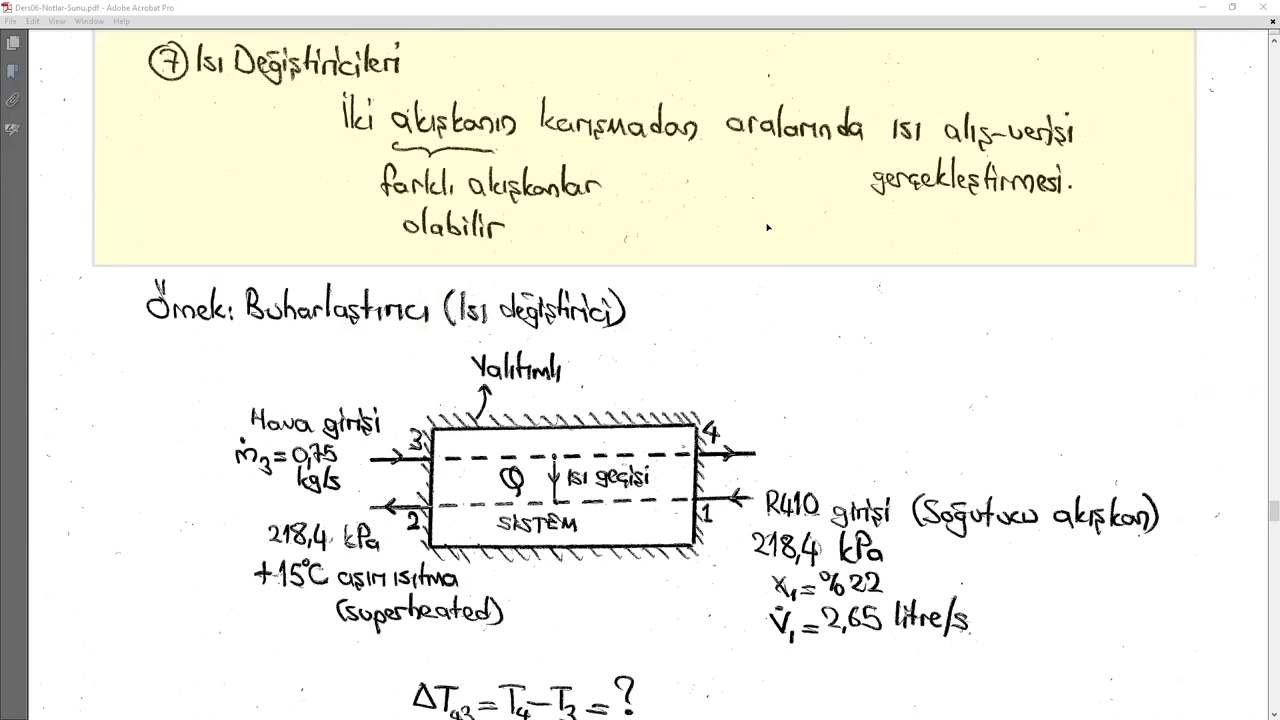 Ders06-Notlar-Sunu.pdf - Adobe Acrobat Pro
File Edit View Window Help
7 Isı Değiştiricileri
İki akışkanın karışmadan aralarında ısı alış-verişi
farklı akışkanlar gerçekleştirmesi.
olabilir
Örnek: Buharlaştırıcı (Isı değiştirici)
Yalıtımlı
Hava girişi
ṁ₃=0,75
kg/s
3
4
Q ısı geçişi
SİSTEM
2
1
218,4 kPa
+15°C aşırı ısıtma
(superheated)
R410 girişi (Soğutucu akışkan)
218,4 kPa
x₁=%22
V̇₁=2,65 litre/s
ΔT₄₃=T₄-T₃=?